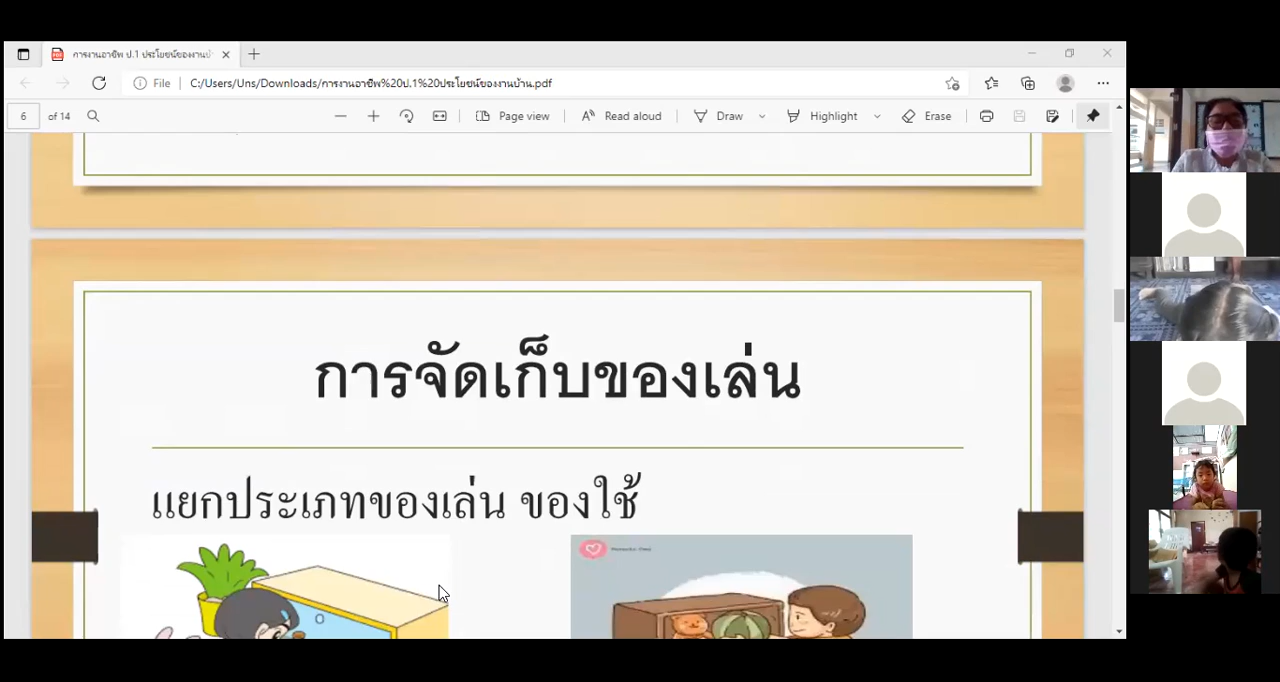 การงานอาชีพ ป.1 ประโยชน์ของงานบ้
File
C:/Users/Uns/Downloads/การงานอาชีพ%20ป.1%20ประโยชน์ของงานบ้าน.pdf
6 of 14
Page view
Read aloud
Draw
Highlight
Erase
การจัดเก็บของเล่น
แยกประเภทของเล่น ของใช้